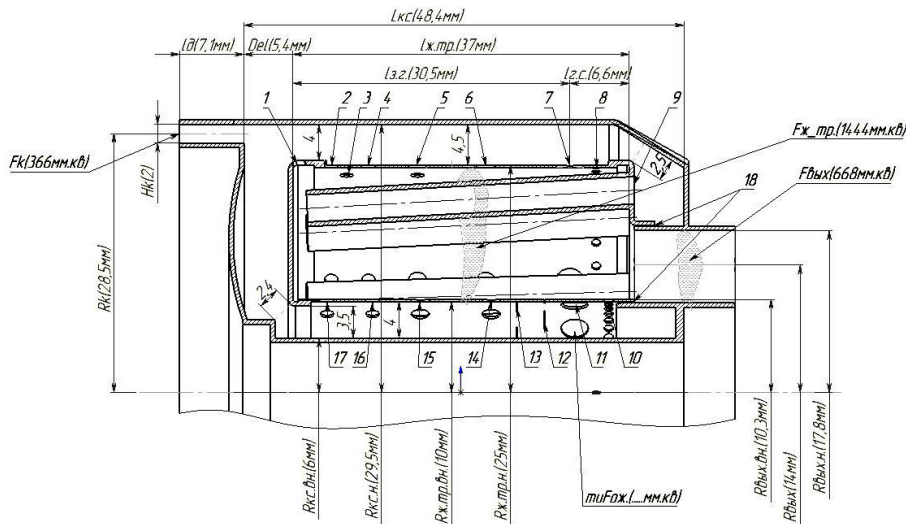 Lкс(48,4мм)
lд(7,1мм)
Del(5,4мм)
lж.тр.(37мм)
lз.г.(30,5мм)
lг.с.(6,6мм)
1
2
3
4
5
6
7
8
9
Fж_тр.(1444мм.кв)
Fк(366мм.кв)
Hк(2)
4
4,5
2,5
18
Fвых(668мм.кв)
Rк(28,5мм)
2,4
3,5
4
17
16
15
14
13
12
11
10
Rкс.вн.(6мм)
Rкс.н.(29,5мм)
Rж.тр.вн.(10мм)
Rж.тр.н.(25мм)
тиFож.(....мм.кв)
Rвых.вн.(10,3мм)
Rвых(14мм)
Rвых.н.(17,8мм)